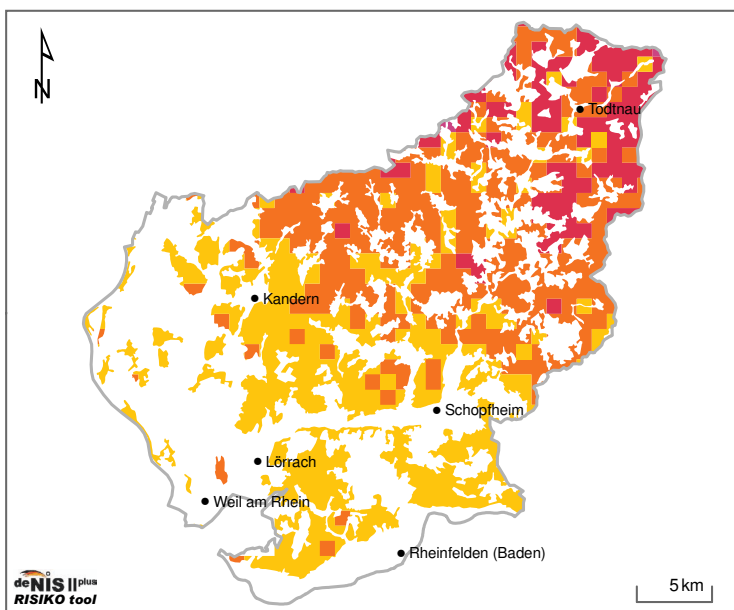 N
Todtnau
Kandern
Schopfheim
Lörrach
Weil am Rhein
Rheinfelden (Baden)
deNIS II plus
RISIKO tool
5 km